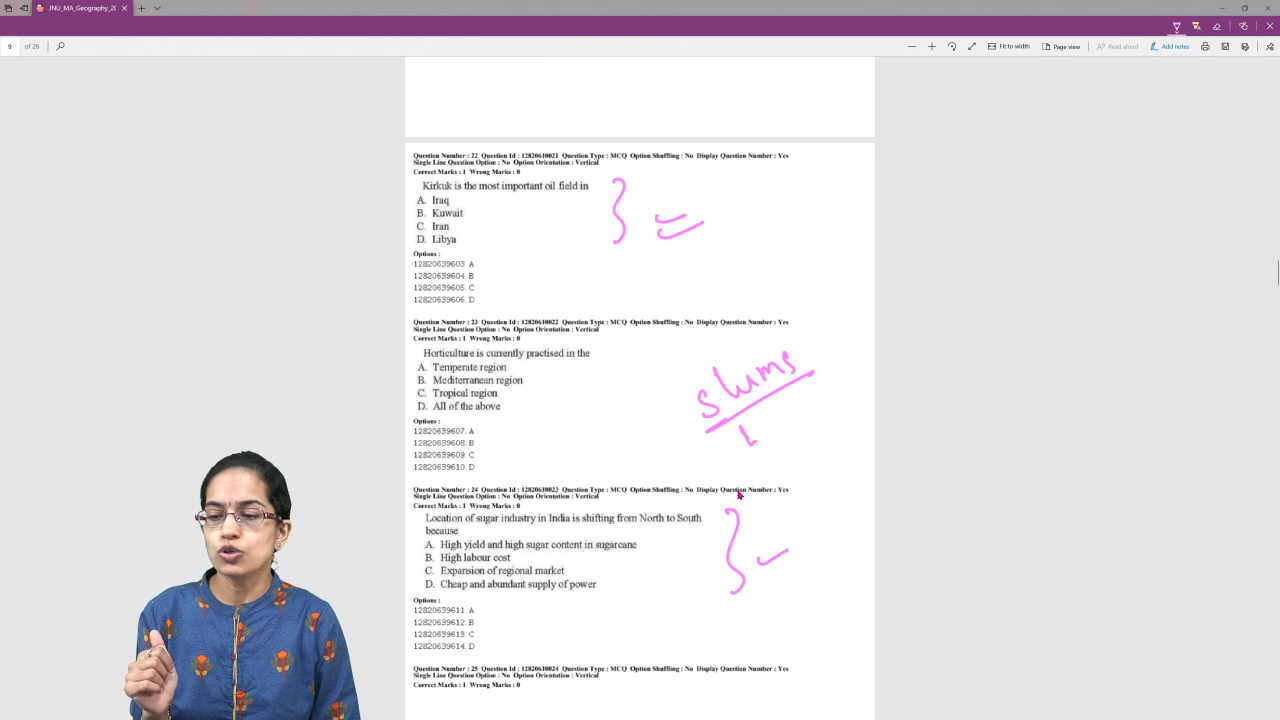 JNU_MA_Geography_20
9 of 26
Fit to width
Page view
Read aloud
Add notes
Question Number : 22 Question Id : 12820610021 Question Type : MCQ Option Shuffling : No Display Question Number : Yes
Single Line Question Option : No Option Orientation : Vertical
Correct Marks : 1 Wrong Marks : 0
Kirkuk is the most important oil field in
A. Iraq
B. Kuwait
C. Iran
D. Libya
Options :
12820639603. A
12820639604. B
12820639605. C
12820639606. D
Question Number : 23 Question Id : 12820610022 Question Type : MCQ Option Shuffling : No Display Question Number : Yes
Single Line Question Option : No Option Orientation : Vertical
Correct Marks : 1 Wrong Marks : 0
Horticulture is currently practised in the
A. Temperate region
B. Mediterranean region
C. Tropical region
D. All of the above
slums
Options :
12820639607. A
12820639608. B
12820639609. C
12820639610. D
Question Number : 24 Question Id : 12820610023 Question Type : MCQ Option Shuffling : No Display Question Number : Yes
Single Line Question Option : No Option Orientation : Vertical
Correct Marks : 1 Wrong Marks : 0
Location of sugar industry in India is shifting from North to South
because
A. High yield and high sugar content in sugarcane
B. High labour cost
C. Expansion of regional market
D. Cheap and abundant supply of power
Options :
12820639611. A
12820639612. B
12820639613. C
12820639614. D
Question Number : 25 Question Id : 12820610024 Question Type : MCQ Option Shuffling : No Display Question Number : Yes
Single Line Question Option : No Option Orientation : Vertical
Correct Marks : 1 Wrong Marks : 0